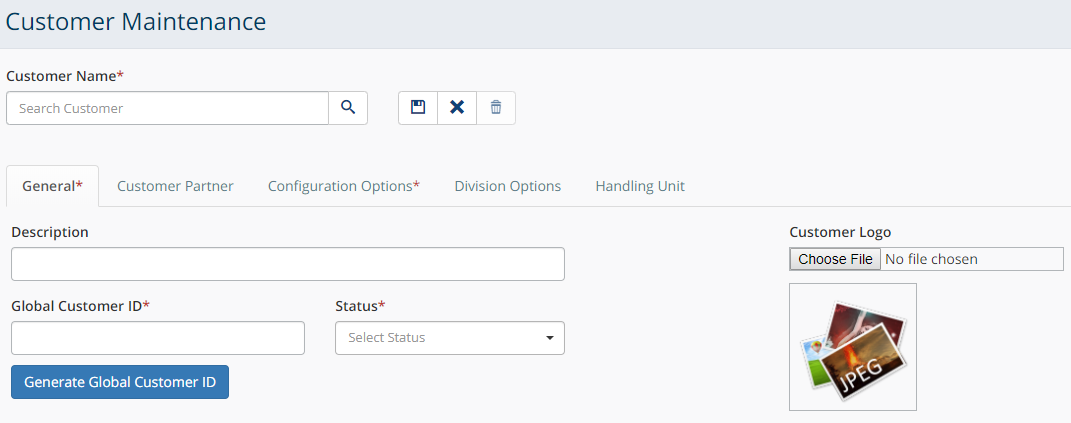 Customer Maintenance
Customer Name*
Search Customer
General* Customer Partner Configuration Options* Division Options Handling Unit
Description
Customer Logo
Choose File No file chosen
Global Customer ID* Status*
Select Status
Generate Global Customer ID
JPEG